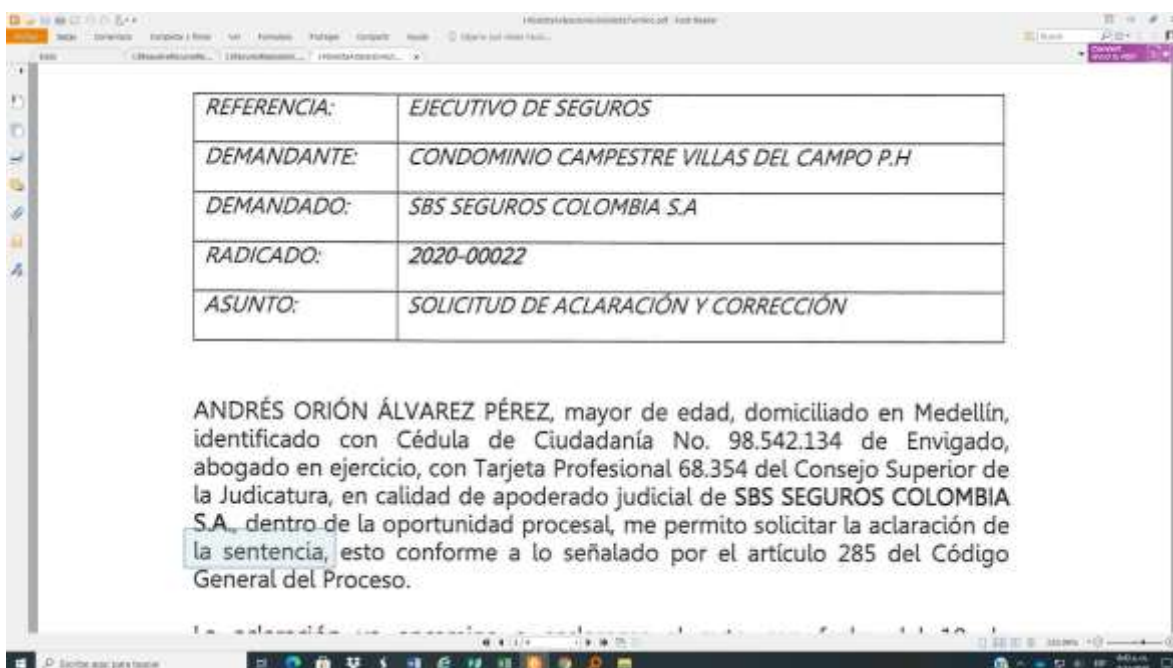 REFERENCIA: EJECUTIVO DE SEGUROS
DEMANDANTE: CONDOMINIO CAMPESTRE VILLAS DEL CAMPO P.H
DEMANDADO: SBS SEGUROS COLOMBIA S.A
RADICADO: 2020-00022
ASUNTO: SOLICITUD DE ACLARACIÓN Y CORRECCIÓN
ANDRÉS ORIÓN ÁLVAREZ PÉREZ, mayor de edad, domiciliado en Medellín,
identificado con Cédula de Ciudadanía No. 98.542.134 de Envigado,
abogado en ejercicio, con Tarjeta Profesional 68.354 del Consejo Superior de
la Judicatura, en calidad de apoderado judicial de SBS SEGUROS COLOMBIA
S.A., dentro de la oportunidad procesal, me permito solicitar la aclaración de
la sentencia, esto conforme a lo señalado por el artículo 285 del Código
General del Proceso.